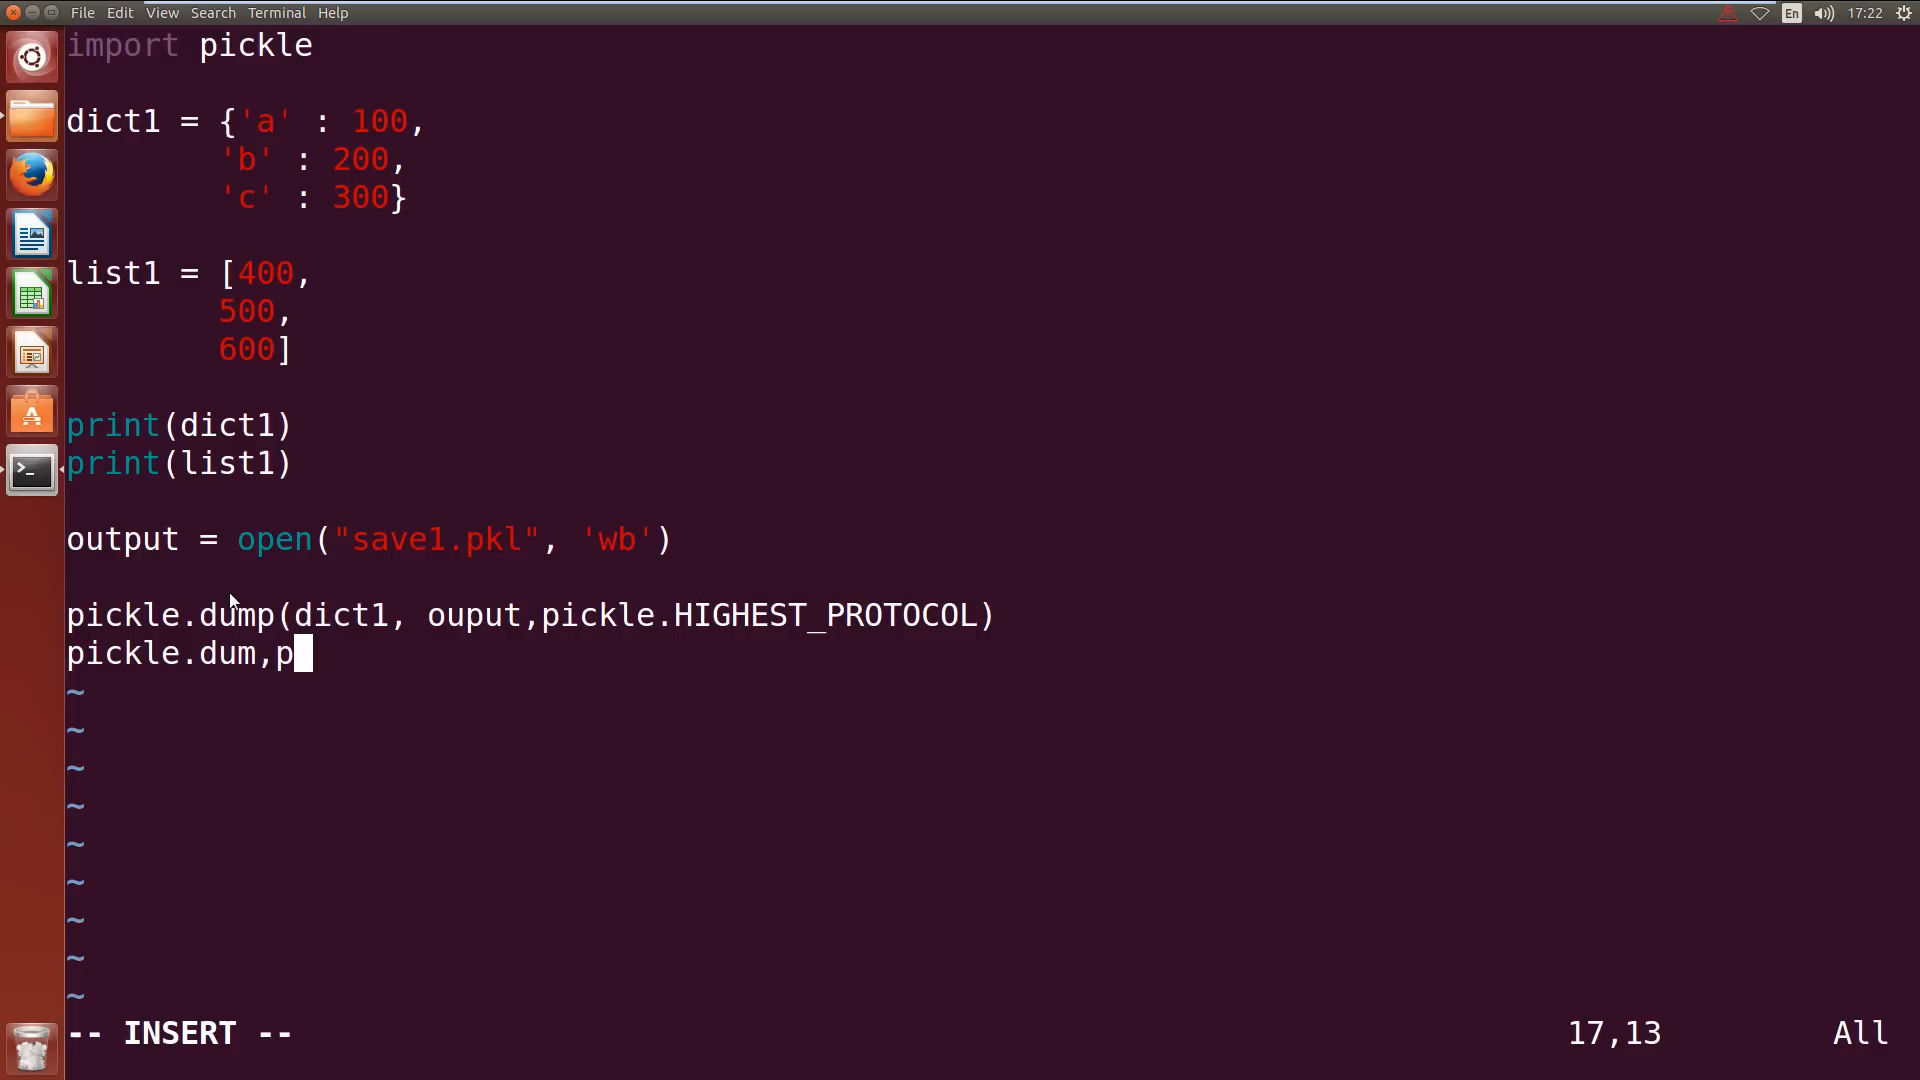 File Edit View Search Terminal Help En 17:22
import pickle
dict1 = {'a' : 100,
'b' : 200,
'c' : 300}
list1 = [400,
500,
600]
print(dict1)
print(list1)
output = open("save1.pkl", 'wb')
pickle.dump(dict1, ouput,pickle.HIGHEST_PROTOCOL)
pickle.dum,p
~
~
~
~
~
~
~
~
~
-- INSERT -- 17,13 All